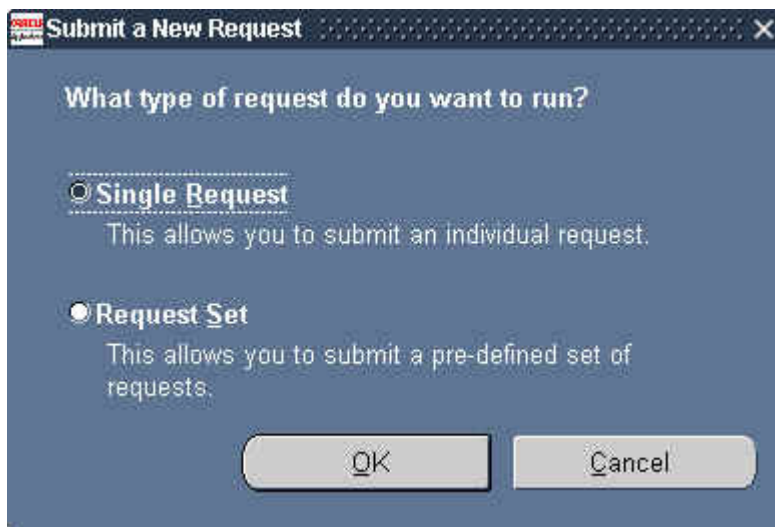 ORACLE
Submit a New Request
What type of request do you want to run?
Single Request
This allows you to submit an individual request.
Request Set
This allows you to submit a pre-defined set of
requests.
OK
Cancel